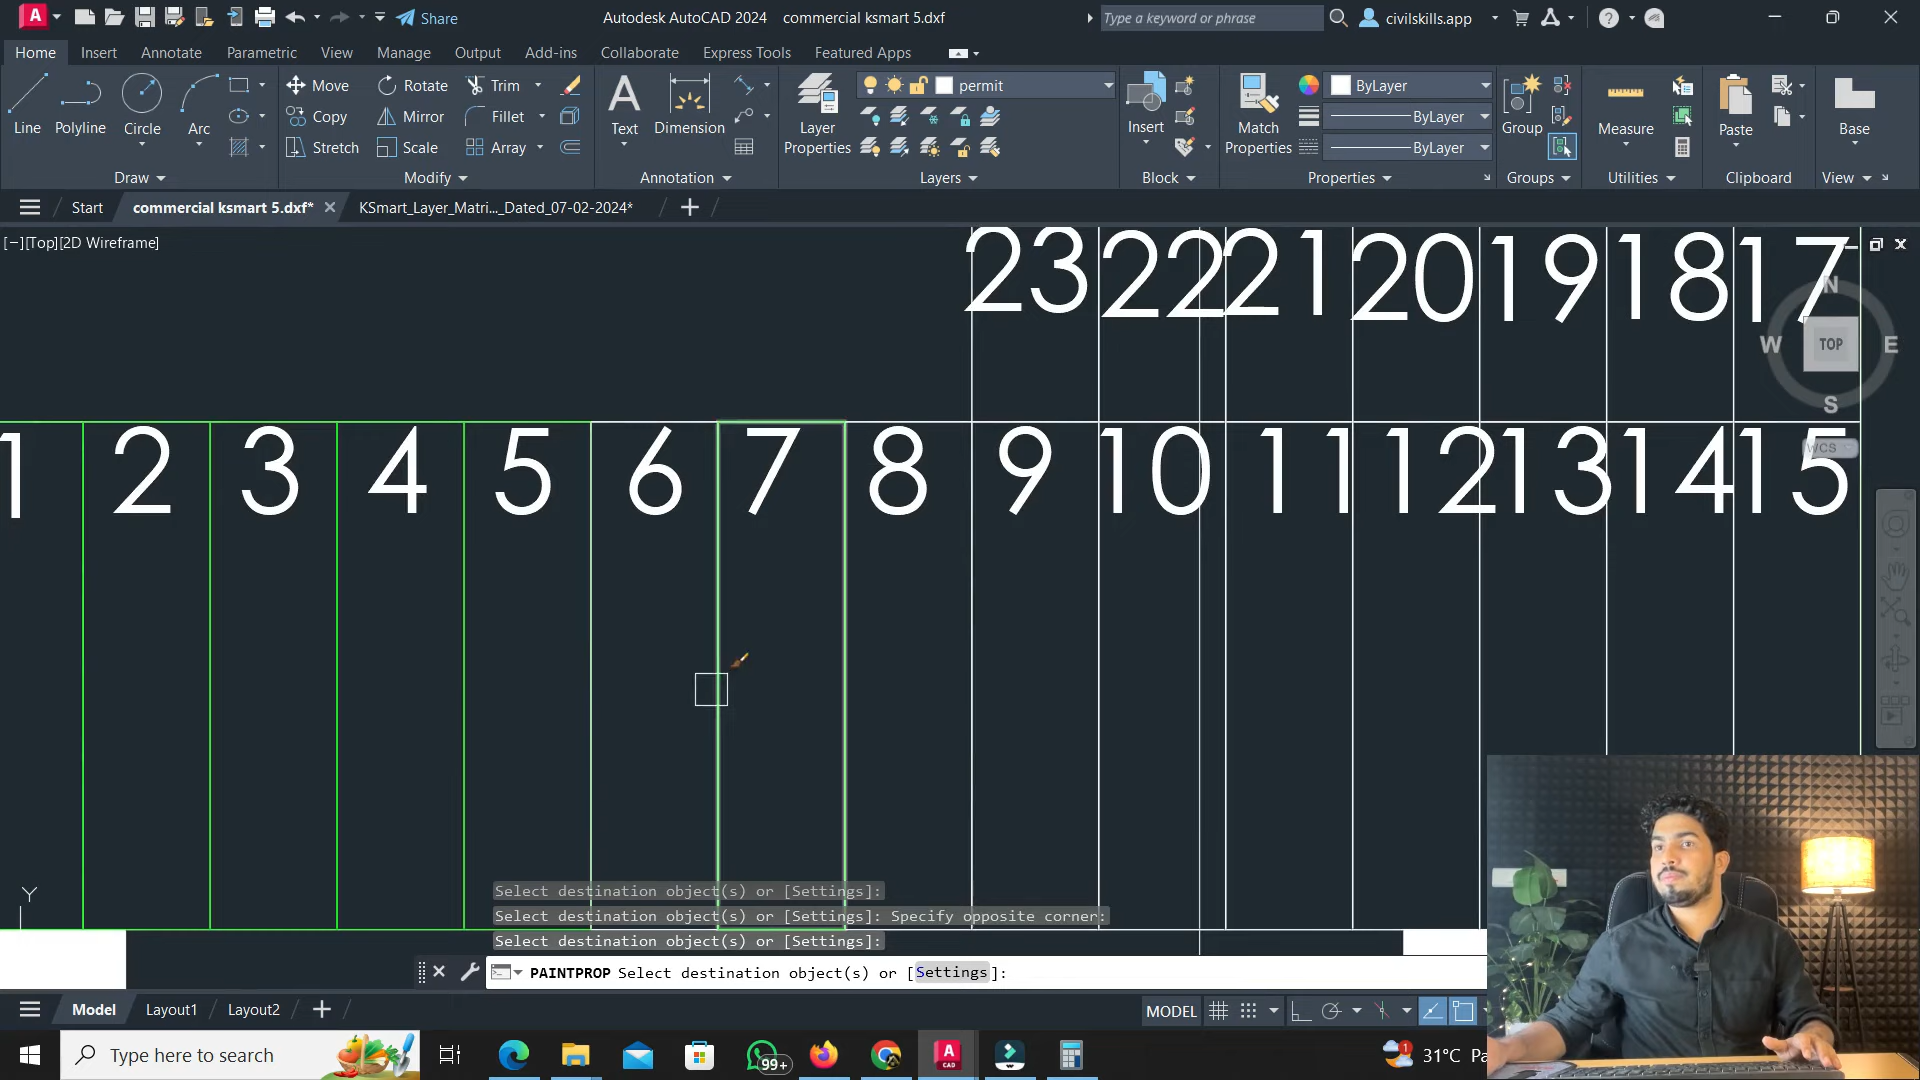 Share
Autodesk AutoCAD 2024 commercial ksmart 5.dxf
Type a keyword or phrase
civilskills.app
Home Insert Annotate Parametric View Manage Output Add-ins Collaborate Express Tools Featured Apps
Line
Polyline
Circle
Arc
Draw
Move
Rotate
Trim
Copy
Mirror
Fillet
Stretch
Scale
Array
Modify
Text
Dimension
Annotation
Layer
Properties
permit
Layers
Insert
Block
Match
Properties
ByLayer
ByLayer
ByLayer
Properties
Group
Groups
Measure
Utilities
Paste
Clipboard
Base
View
Start
commercial ksmart 5.dxf*
KSmart_Layer_Matri..._Dated_07-02-2024*
[−][Top][2D Wireframe]
23 22 21 20 19 18 17
N
W TOP E
S
WCS
1 2 3 4 5 6 7 8 9 10 11 12 13 14 15
Y
Select destination object(s) or [Settings]:
Select destination object(s) or [Settings]: Specify opposite corner:
Select destination object(s) or [Settings]:
PAINTPROP Select destination object(s) or [Settings]:
Model Layout1 Layout2
MODEL
Type here to search
99+
A
CAD
1
31°C Pa